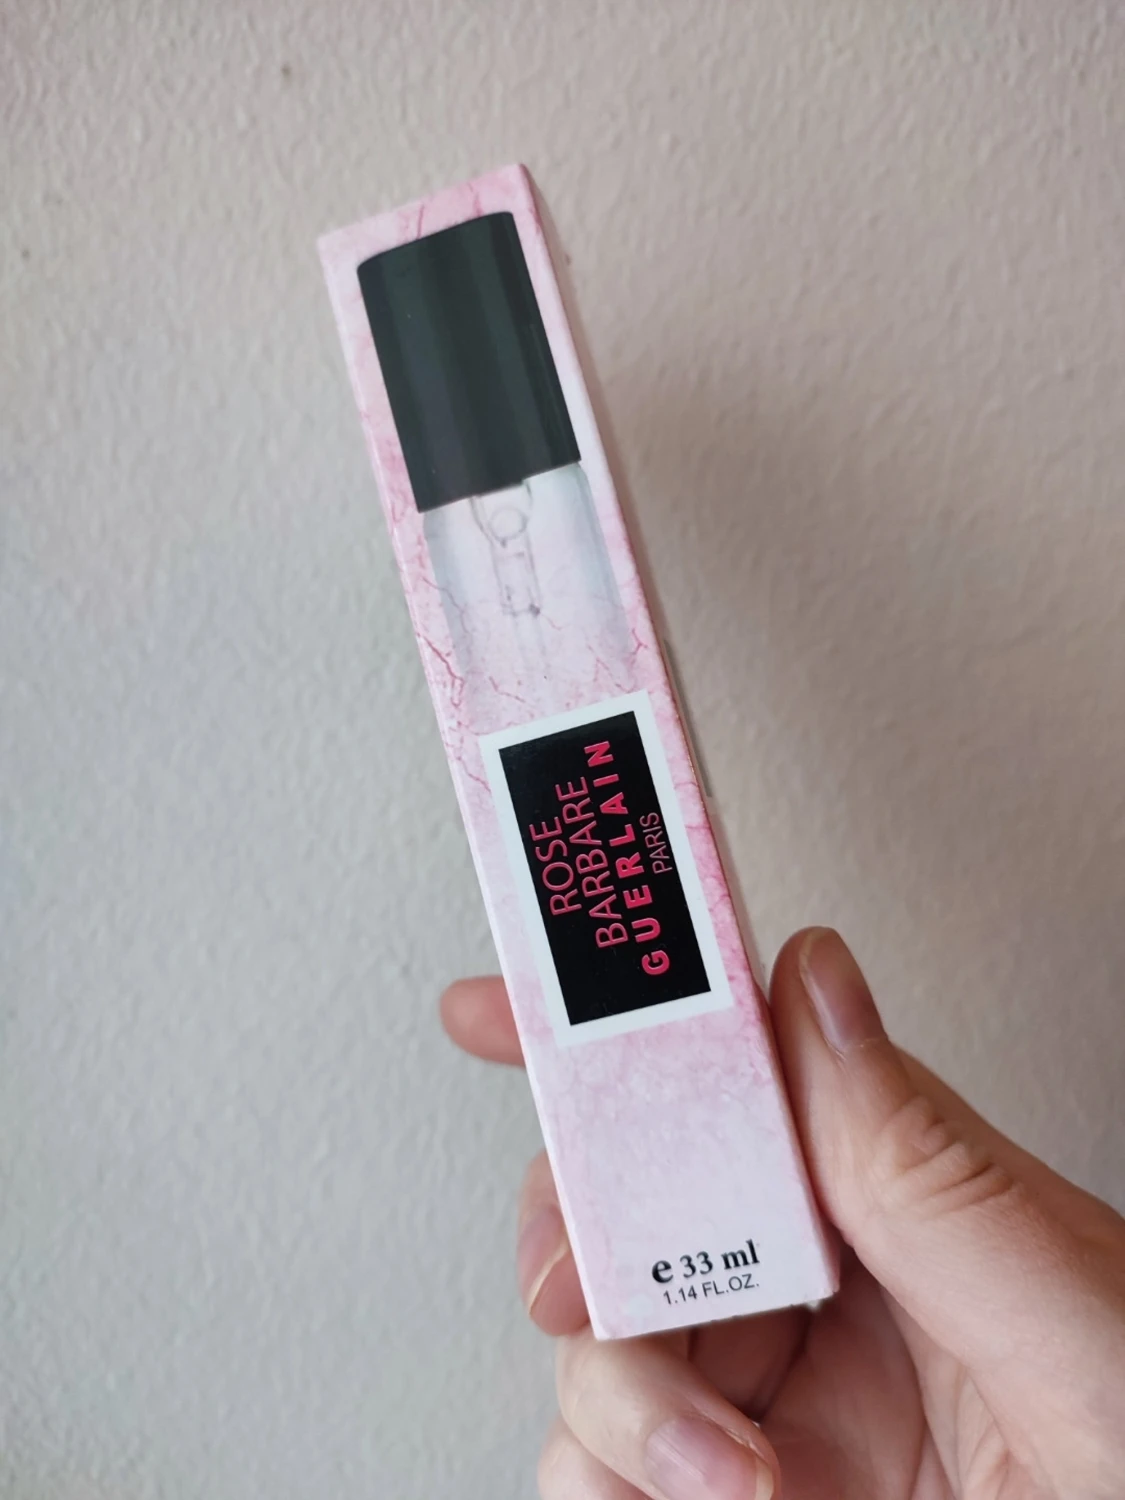 ROSE
BARBARE
GUERLAIN
PARIS
e 33 ml
1.14 FL.OZ.